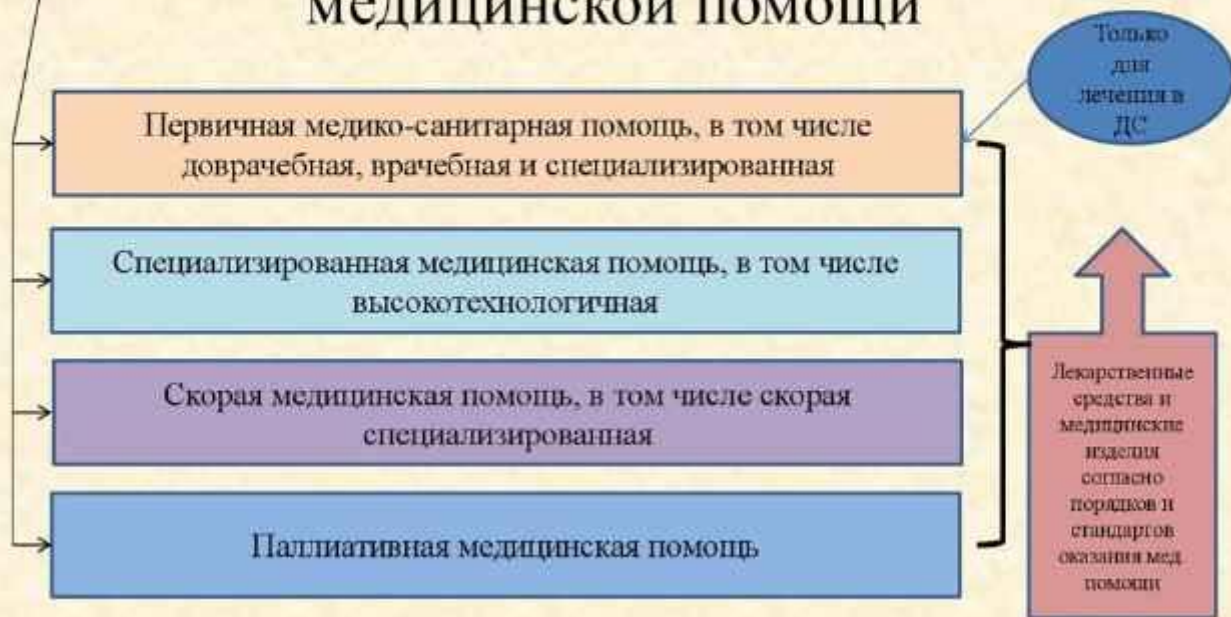 медицинской помощи
Только
для
лечения в
ДС
Первичная медико-санитарная помощь, в том числе
доврачебная, врачебная и специализированная
Специализированная медицинская помощь, в том числе
высокотехнологичная
Скорая медицинская помощь, в том числе скорая
специализированная
Паллиативная медицинская помощь
Лекарственные
средства и
медицинские
изделия
согласно
порядков и
стандартов
оказания мед.
помощи